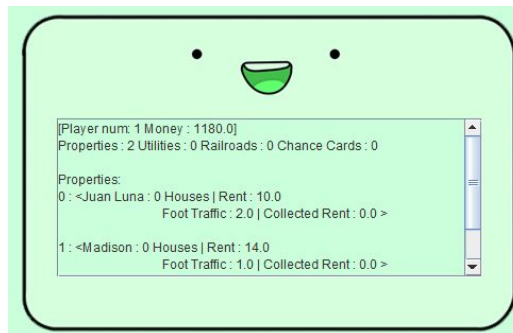 [Player num: 1 Money : 1180.0]
Properties : 2 Utilities : 0 Railroads : 0 Chance Cards : 0
Properties:
0 : <Juan Luna : 0 Houses | Rent : 10.0
Foot Traffic : 2.0 | Collected Rent : 0.0 >
1 : <Madison : 0 Houses | Rent : 14.0
Foot Traffic : 1.0 | Collected Rent : 0.0 >